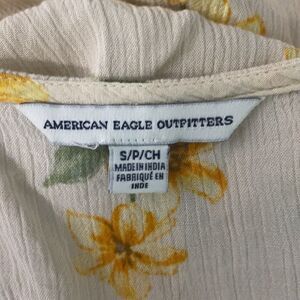 AMERICAN EAGLE OUTFITTERS
S/P/CH
MADE IN INDIA
FABRIQUÉ EN
INDE